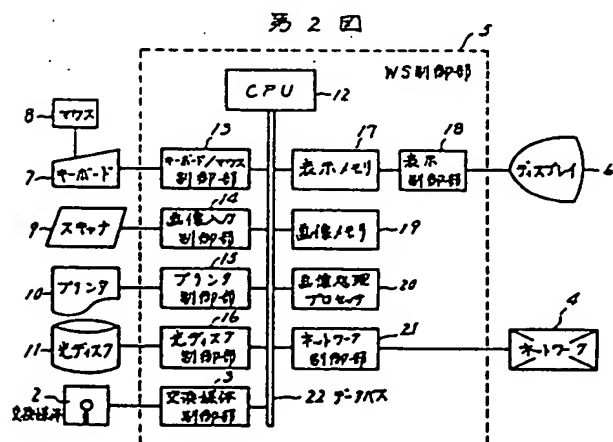 第2図
5
WS制御部
CPU
12
8
マウス
7
キーボード
13
キーボード/マウス
制御部
17
表示メモリ
18
表示
制御部
ディスプレイ
6
9
スキャナ
14
画像入力
制御部
画像メモリ
19
10
プリンタ
15
プリンタ
制御部
画像処理
プロセッサ
20
11
光ディスク
16
光ディスク
制御部
ネットワーク
制御部
21
4
ネットワーク
2
交換媒体
3
交換媒体
制御部
22 データバス